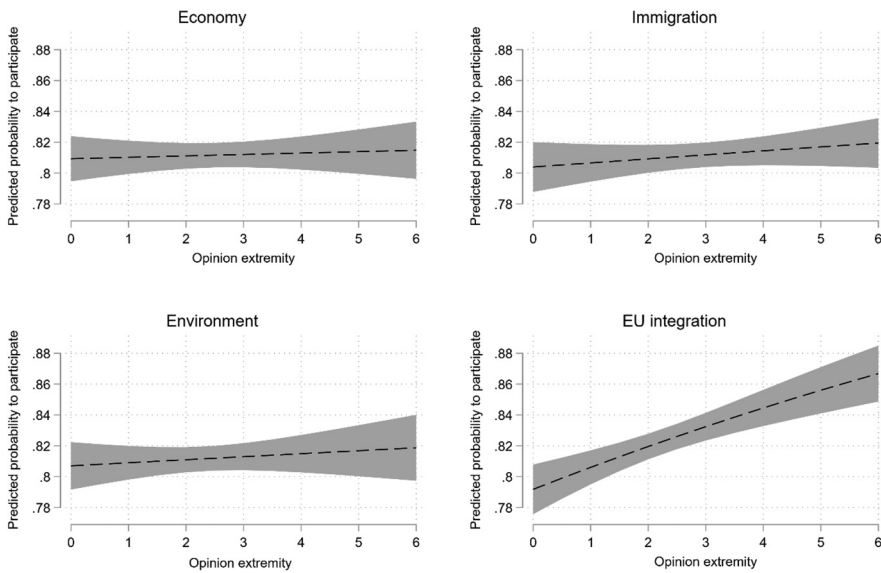 Economy
Predicted probability to participate
.88
.86
.84
.82
.8
.78
0 1 2 3 4 5 6
Opinion extremity
Immigration
Predicted probability to participate
.88
.86
.84
.82
.8
.78
0 1 2 3 4 5 6
Opinion extremity
Environment
Predicted probability to participate
.88
.86
.84
.82
.8
.78
0 1 2 3 4 5 6
Opinion extremity
EU integration
Predicted probability to participate
.88
.86
.84
.82
.8
.78
0 1 2 3 4 5 6
Opinion extremity